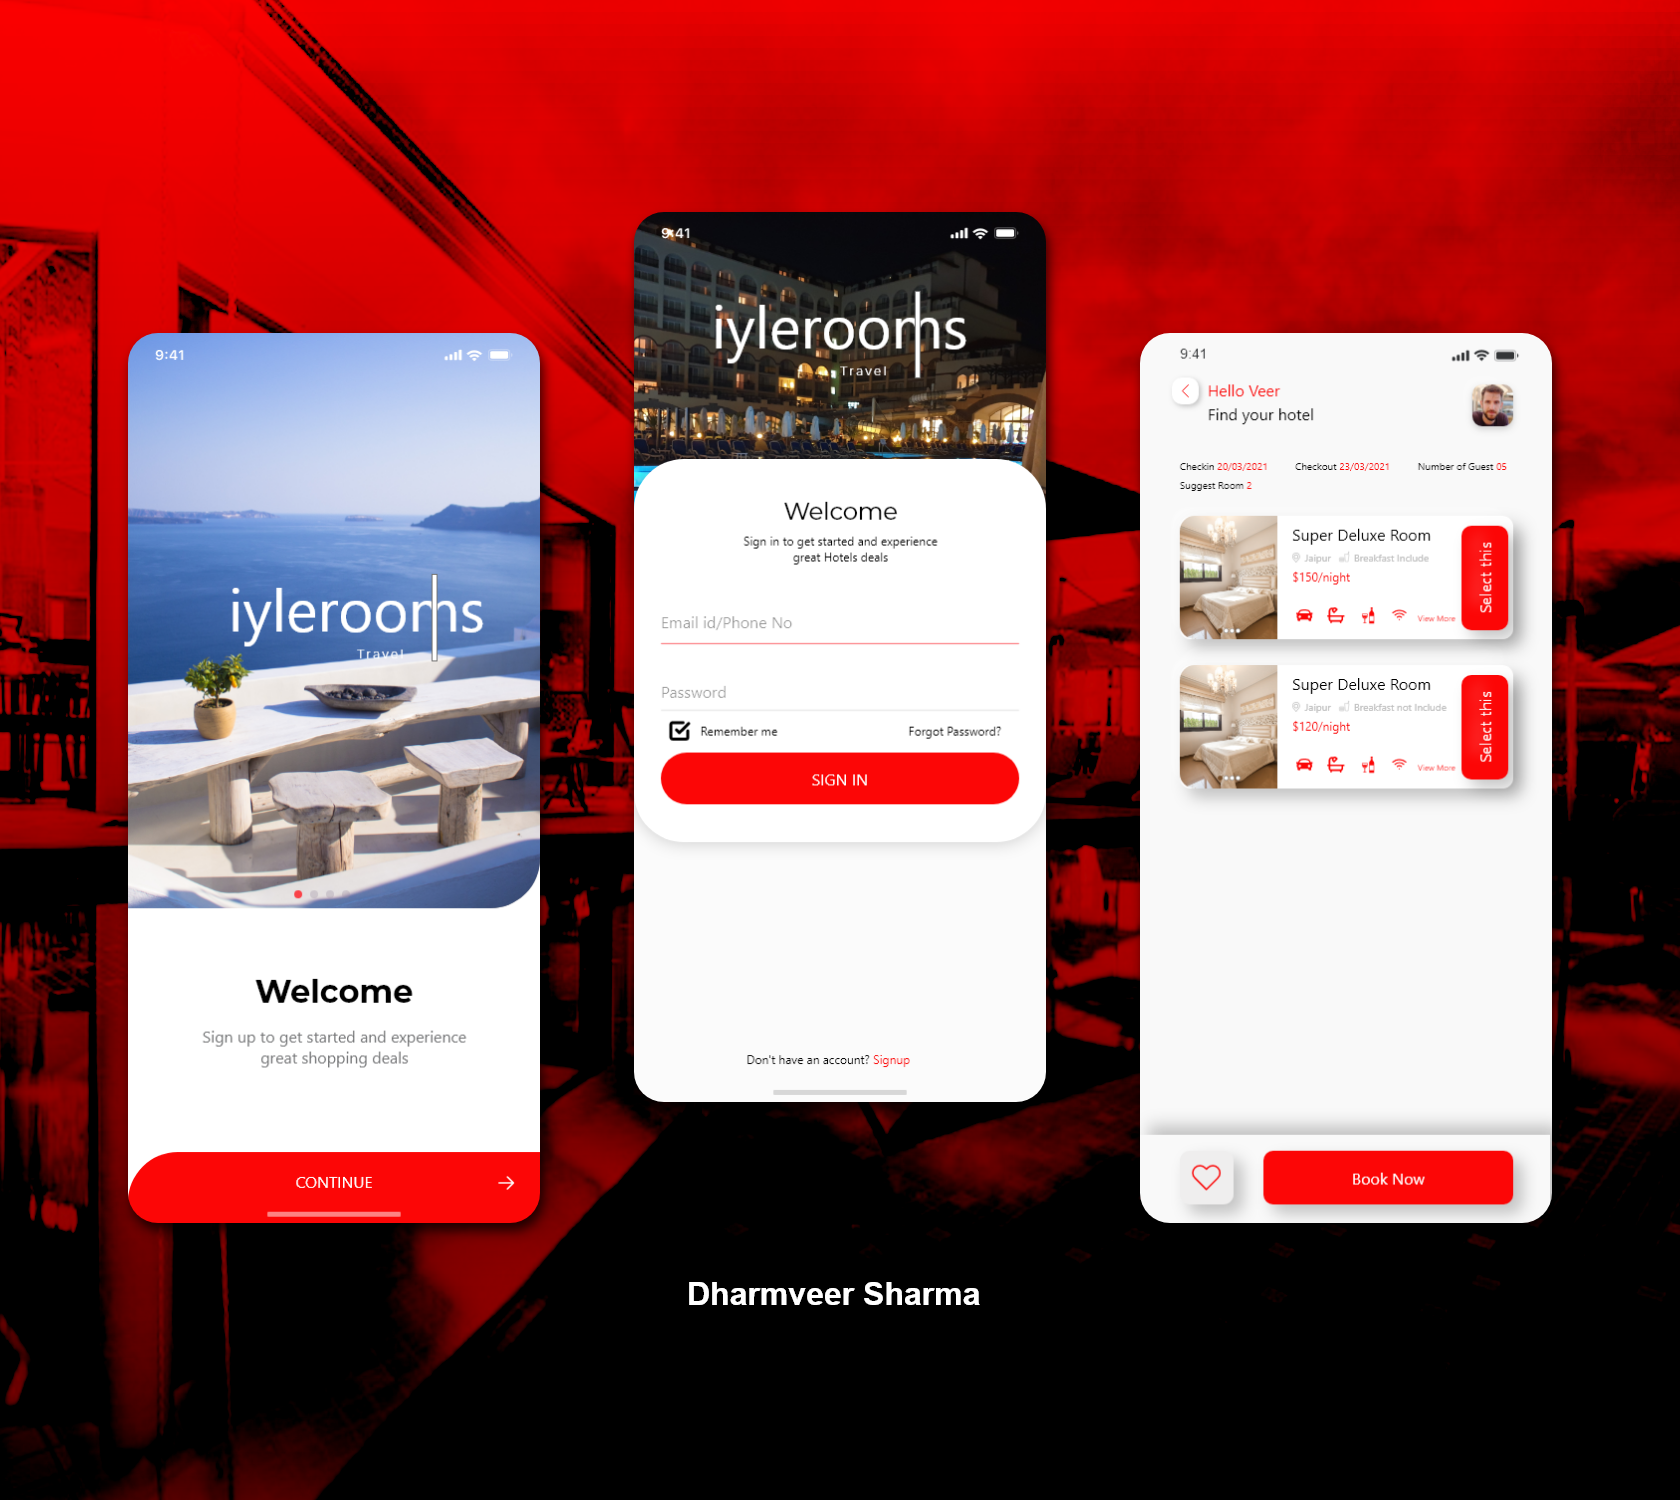 9:41
iylerooms
Travel
Welcome
Sign up to get started and experience
great shopping deals
CONTINUE
9:41
iylerooms
Travel
Welcome
Sign in to get started and experience
great Hotels deals
Email id/Phone No
Password
Remember me
Forgot Password?
SIGN IN
Don't have an account? Signup
9:41
Hello Veer
Find your hotel
Checkin 20/03/2021
Checkout 23/03/2021
Number of Guest 05
Suggest Room 2
Super Deluxe Room
Jaipur
Breakfast Include
$150/night
View More
Select this
Super Deluxe Room
Jaipur
Breakfast not Include
$120/night
View More
Select this
Book Now
Dharmveer Sharma